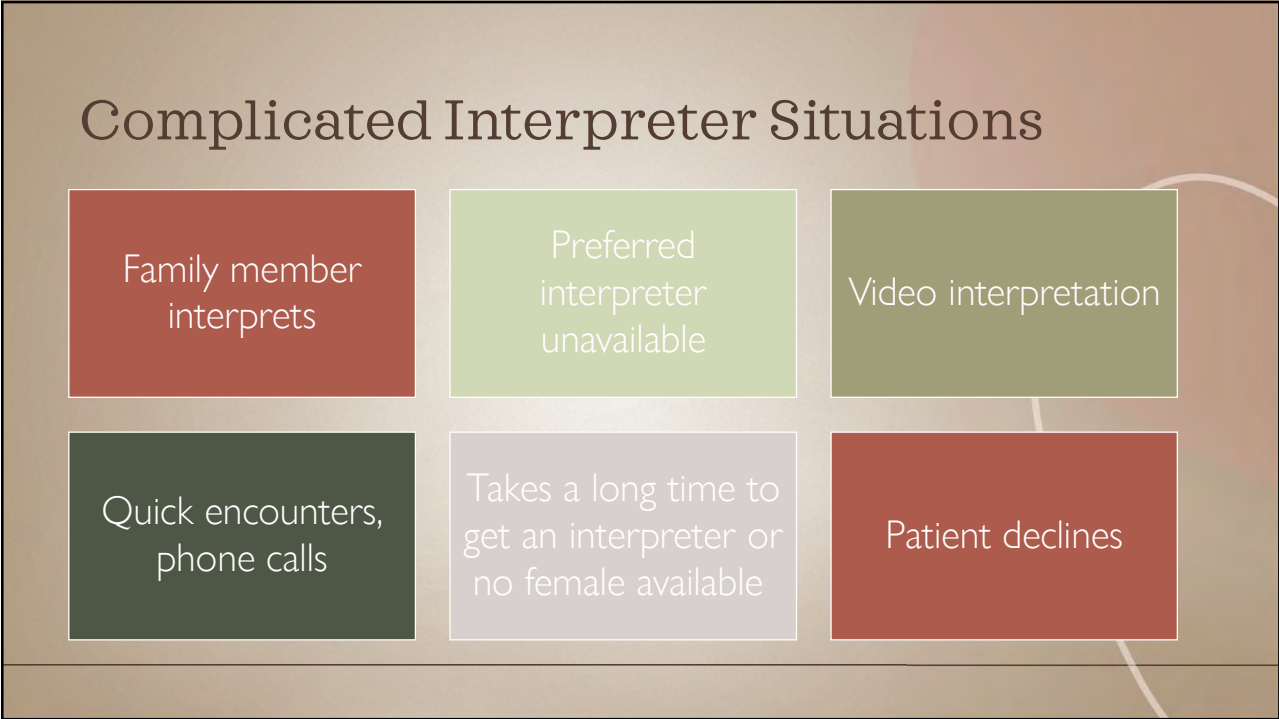 Complicated Interpreter Situations
Family member
interprets
Preferred
interpreter
unavailable
Video interpretation
Quick encounters,
phone calls
Takes a long time to
get an interpreter or
no female available
Patient declines